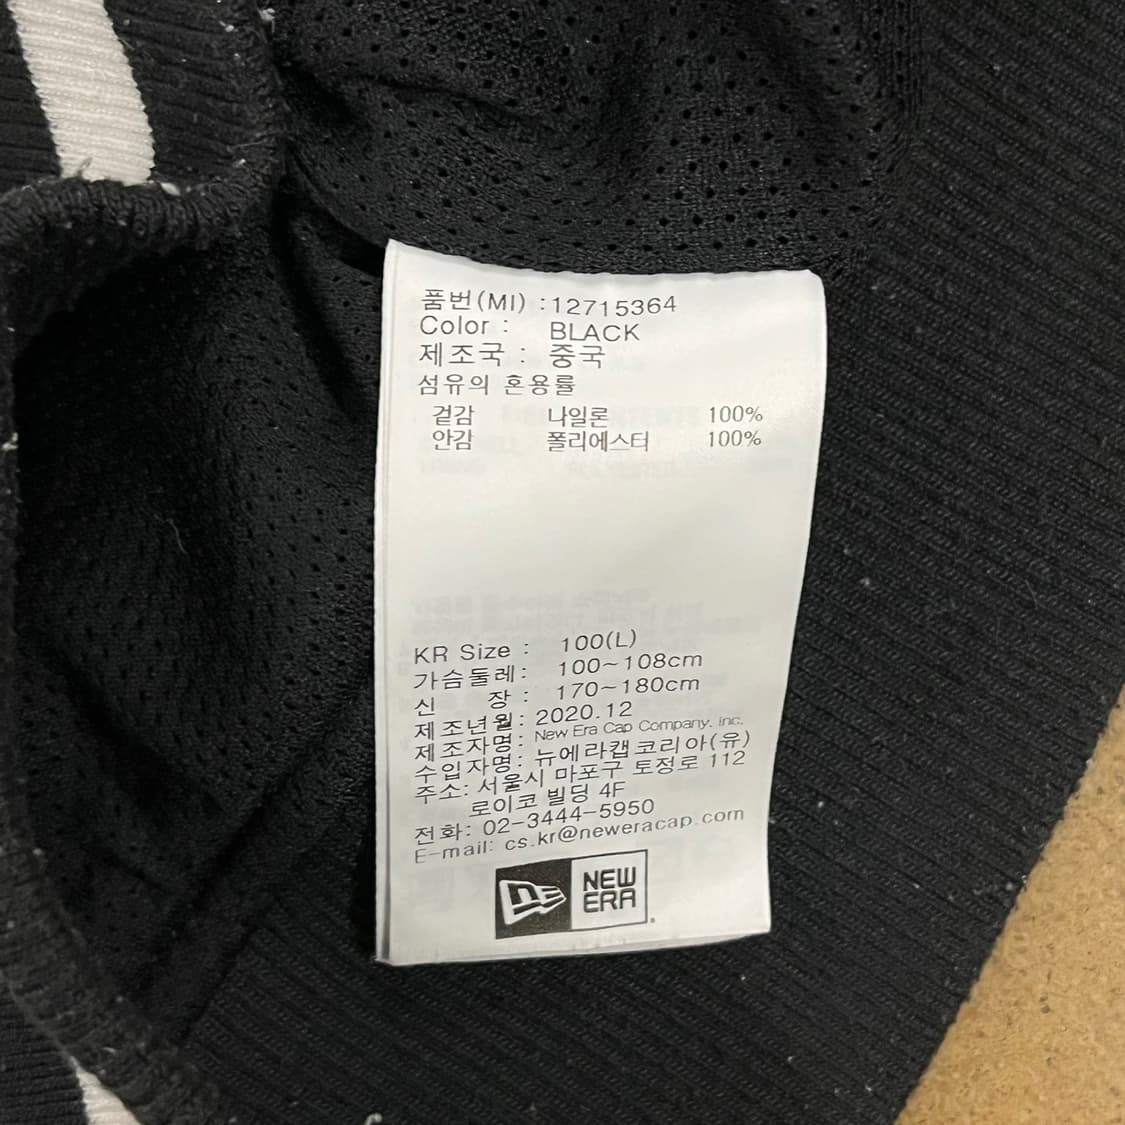 품번(MI) :12715364
Color : BLACK
제조국 : 중국
섬유의 혼용률
겉감 나일론 100%
안감 폴리에스터 100%
KR Size : 100(L)
가슴둘레: 100~108cm
신 장 : 170~180cm
제조년월: 2020.12
제조자명: New Era Cap Company. Inc.
수입자명: 뉴에라캡코리아(유)
주소: 서울시 마포구 토정로 112
로이코 빌딩 4F
전화: 02-3444-5950
E-mail: cs.kr@neweracap.com
NEW
ERA